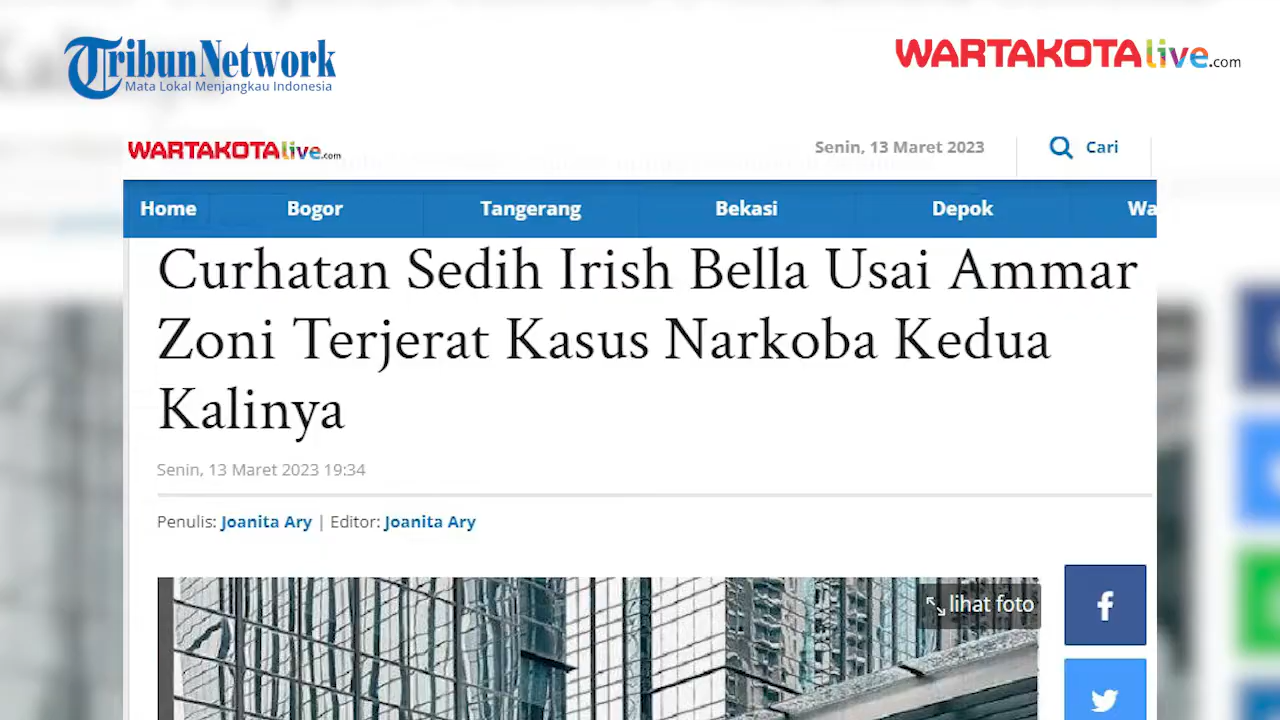 TribunNetwork
Mata Lokal Menjangkau Indonesia
WARTAKOTAlive.com
WARTAKOTAlive.com
Senin, 13 Maret 2023
Cari
Home Bogor Tangerang Bekasi Depok Wa
Curhatan Sedih Irish Bella Usai Ammar
Zoni Terjerat Kasus Narkoba Kedua
Kalinya
Senin, 13 Maret 2023 19:34
Penulis: Joanita Ary | Editor: Joanita Ary
lihat foto